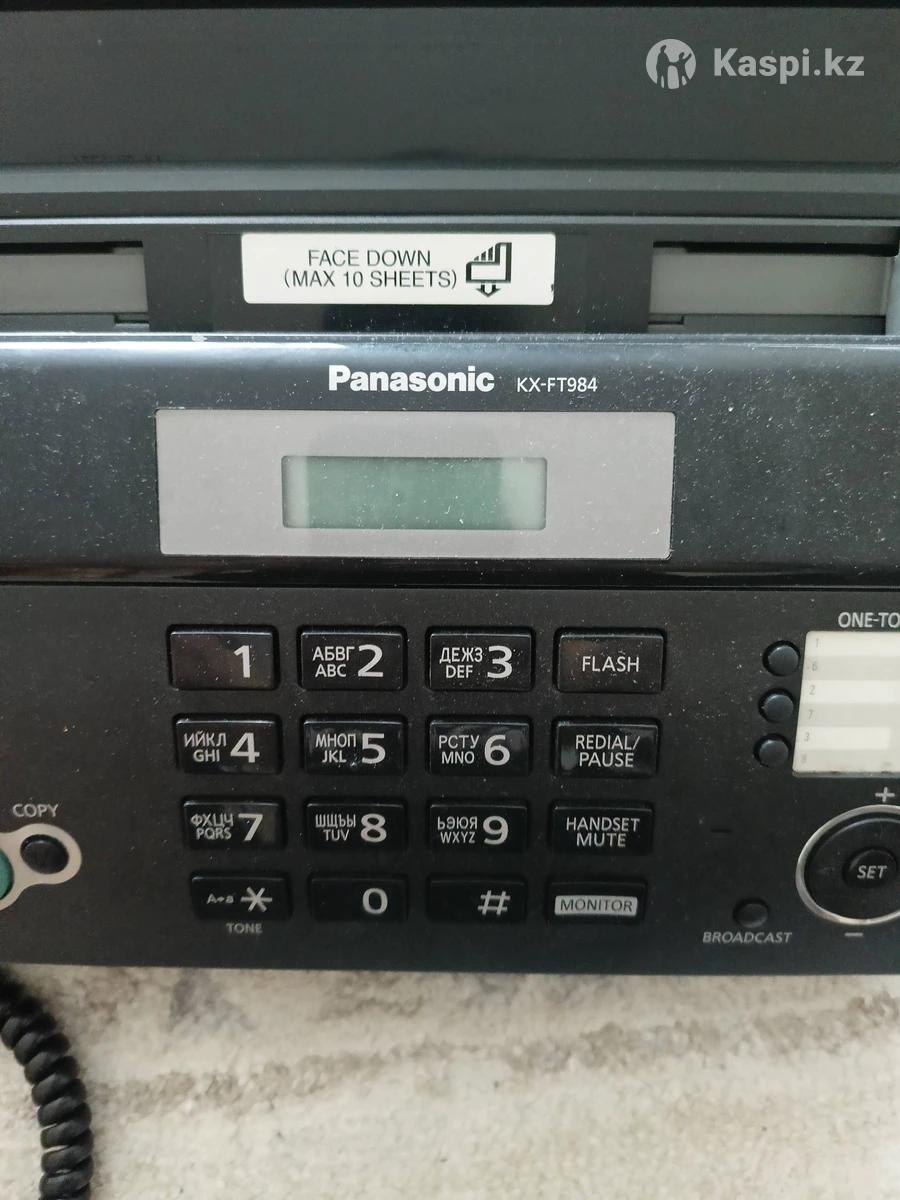 Kaspi.kz
FACE DOWN
(MAX 10 SHEETS)
Panasonic KX-FT984
1
АБВГ
ABC 2
ДЕЖЗ
DEF 3
FLASH
ИЙКЛ
GHI 4
МНОП
JKL 5
РСТУ
MNO 6
REDIAL/
PAUSE
ФХЦЧ
PQRS 7
ШЩЪЫ
TUV 8
ЬЭЮЯ
WXYZ 9
HANDSET
MUTE
A→a *
TONE
0
#
MONITOR
COPY
ONE-TO
1
6
2
7
3
8
+
SET
−
BROADCAST